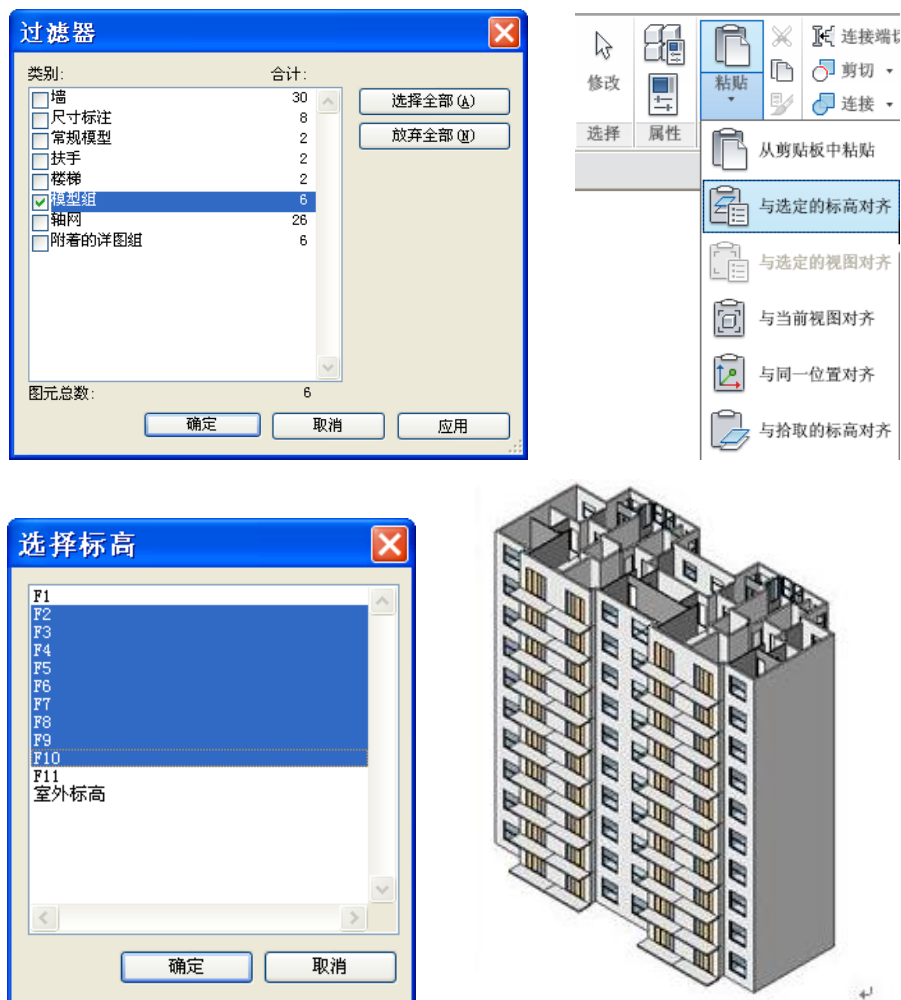 过滤器
类别: 合计:
墙 30
尺寸标注 8
常规模型 2
扶手 2
楼梯 2
模型组 6
轴网 26
附着的详图组 6
选择全部(A)
放弃全部(N)
图元总数: 6
确定 取消 应用
修改
选择
属性
粘贴
连接端切
剪切
连接
从剪贴板中粘贴
与选定的标高对齐
与选定的视图对齐
与当前视图对齐
与同一位置对齐
与拾取的标高对齐
选择标高
F1
F2
F3
F4
F5
F6
F7
F8
F9
F10
F11
室外标高
确定 取消